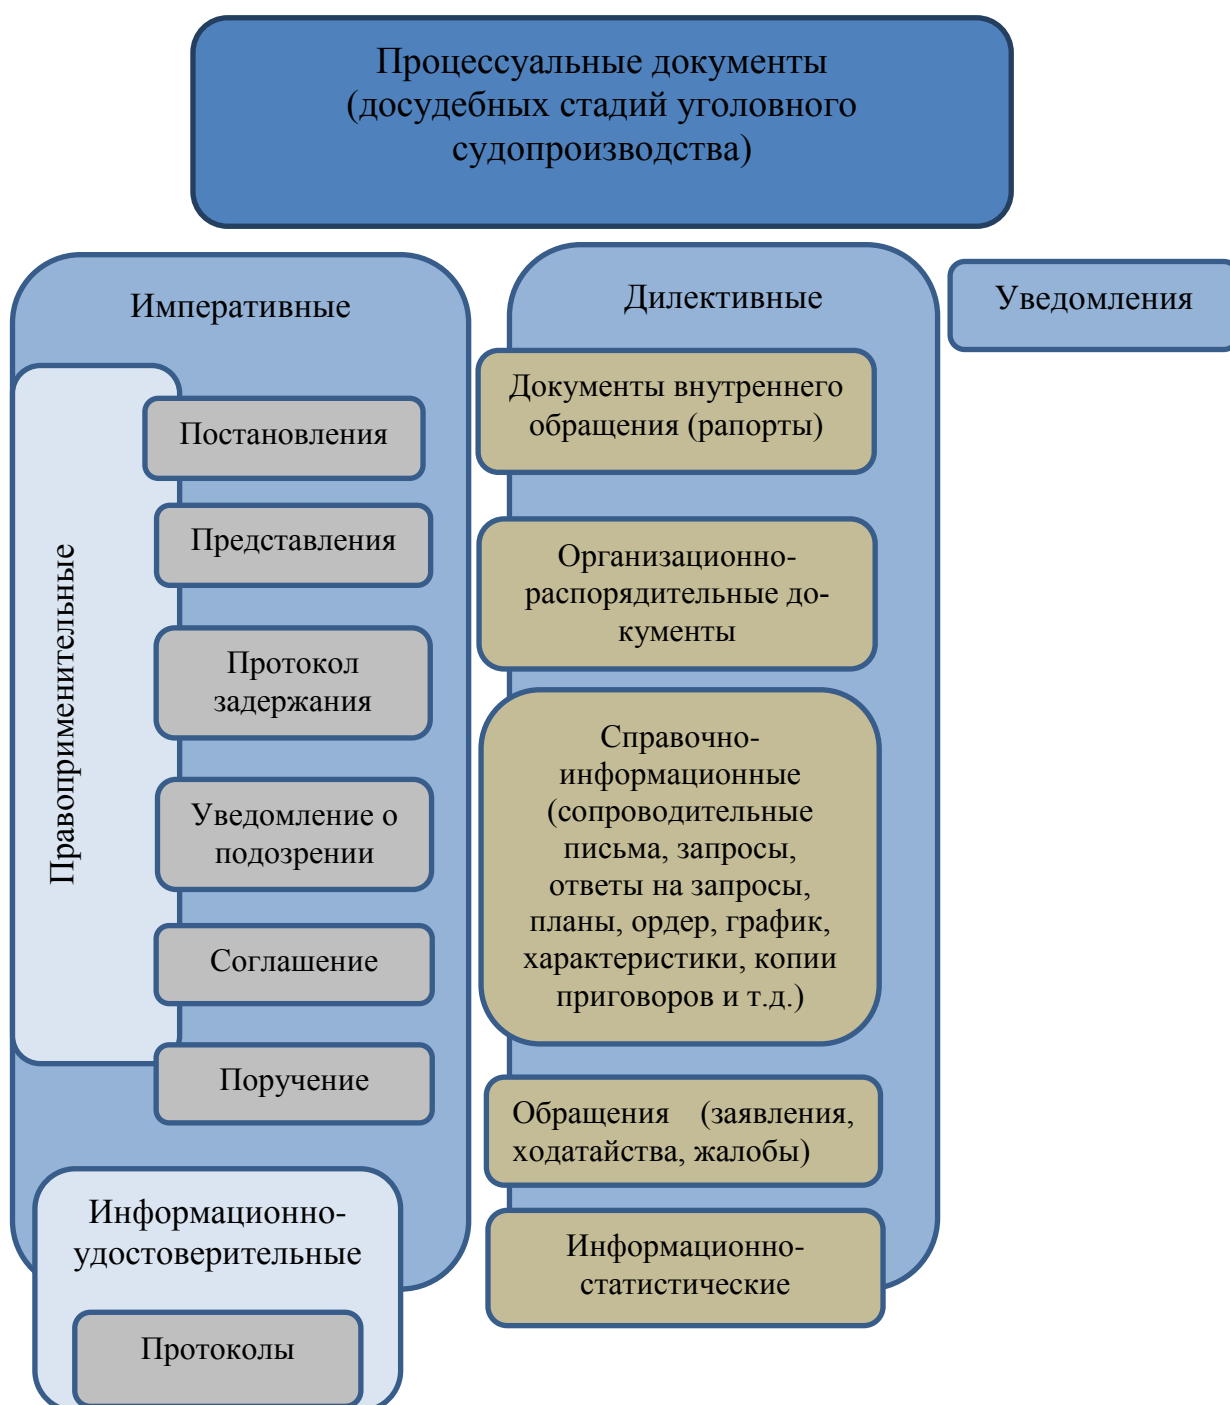 Процессуальные документы
(досудебных стадий уголовного
судопроизводства)
Императивные
Правоприменительные
Постановления
Представления
Протокол
задержания
Уведомление о
подозрении
Соглашение
Поручение
Информационно-
удостоверительные
Протоколы
Дилективные
Документы внутреннего
обращения (рапорты)
Организационно-
распорядительные до-
кументы
Справочно-
информационные
(сопроводительные
письма, запросы,
ответы на запросы,
планы, ордер, график,
характеристики, копии
приговоров и т.д.)
Обращения (заявления,
ходатайства, жалобы)
Информационно-
статистические
Уведомления